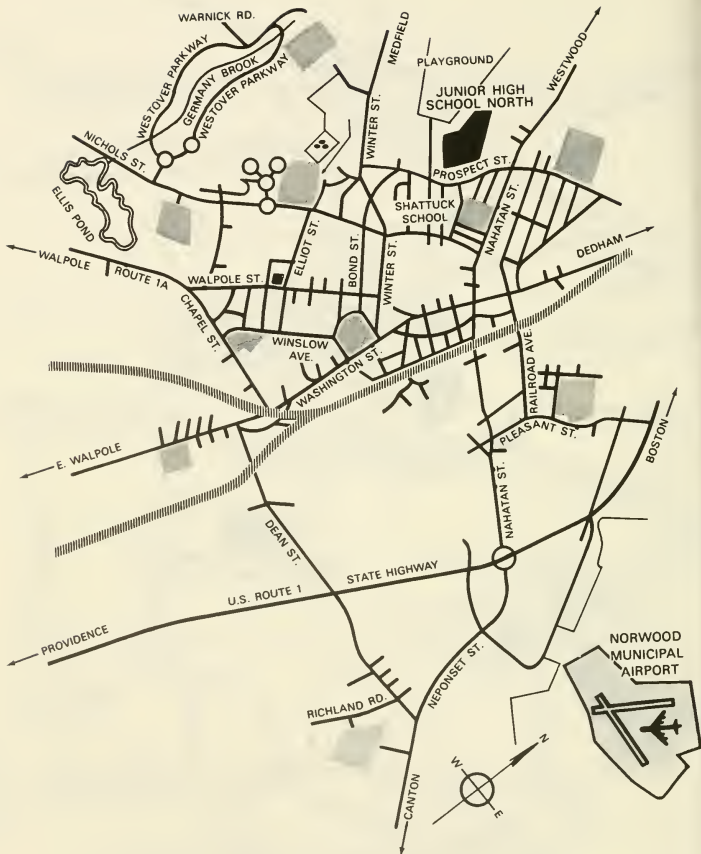 WARNICK RD.
WESTOVER PARKWAY
GERMANY BROOK
WESTOVER PARKWAY
MEDFIELD
PLAYGROUND
WESTWOOD
JUNIOR HIGH
SCHOOL NORTH
NICHOLS ST.
WINTER ST.
PROSPECT ST.
ELLIS POND
SHATTUCK
SCHOOL
NAHATAN ST.
ELLIOT ST.
BOND ST.
WINTER ST.
DEDHAM
WALPOLE
ROUTE 1A
WALPOLE ST.
CHAPEL ST.
WINSLOW
AVE.
WASHINGTON ST.
RAILROAD AVE.
PLEASANT ST.
BOSTON
E. WALPOLE
NAHATAN ST.
DEAN ST.
STATE HIGHWAY
U.S. ROUTE 1
PROVIDENCE
NORWOOD
MUNICIPAL
AIRPORT
NEPONSET ST.
RICHLAND RD.
CANTON
W
N
E